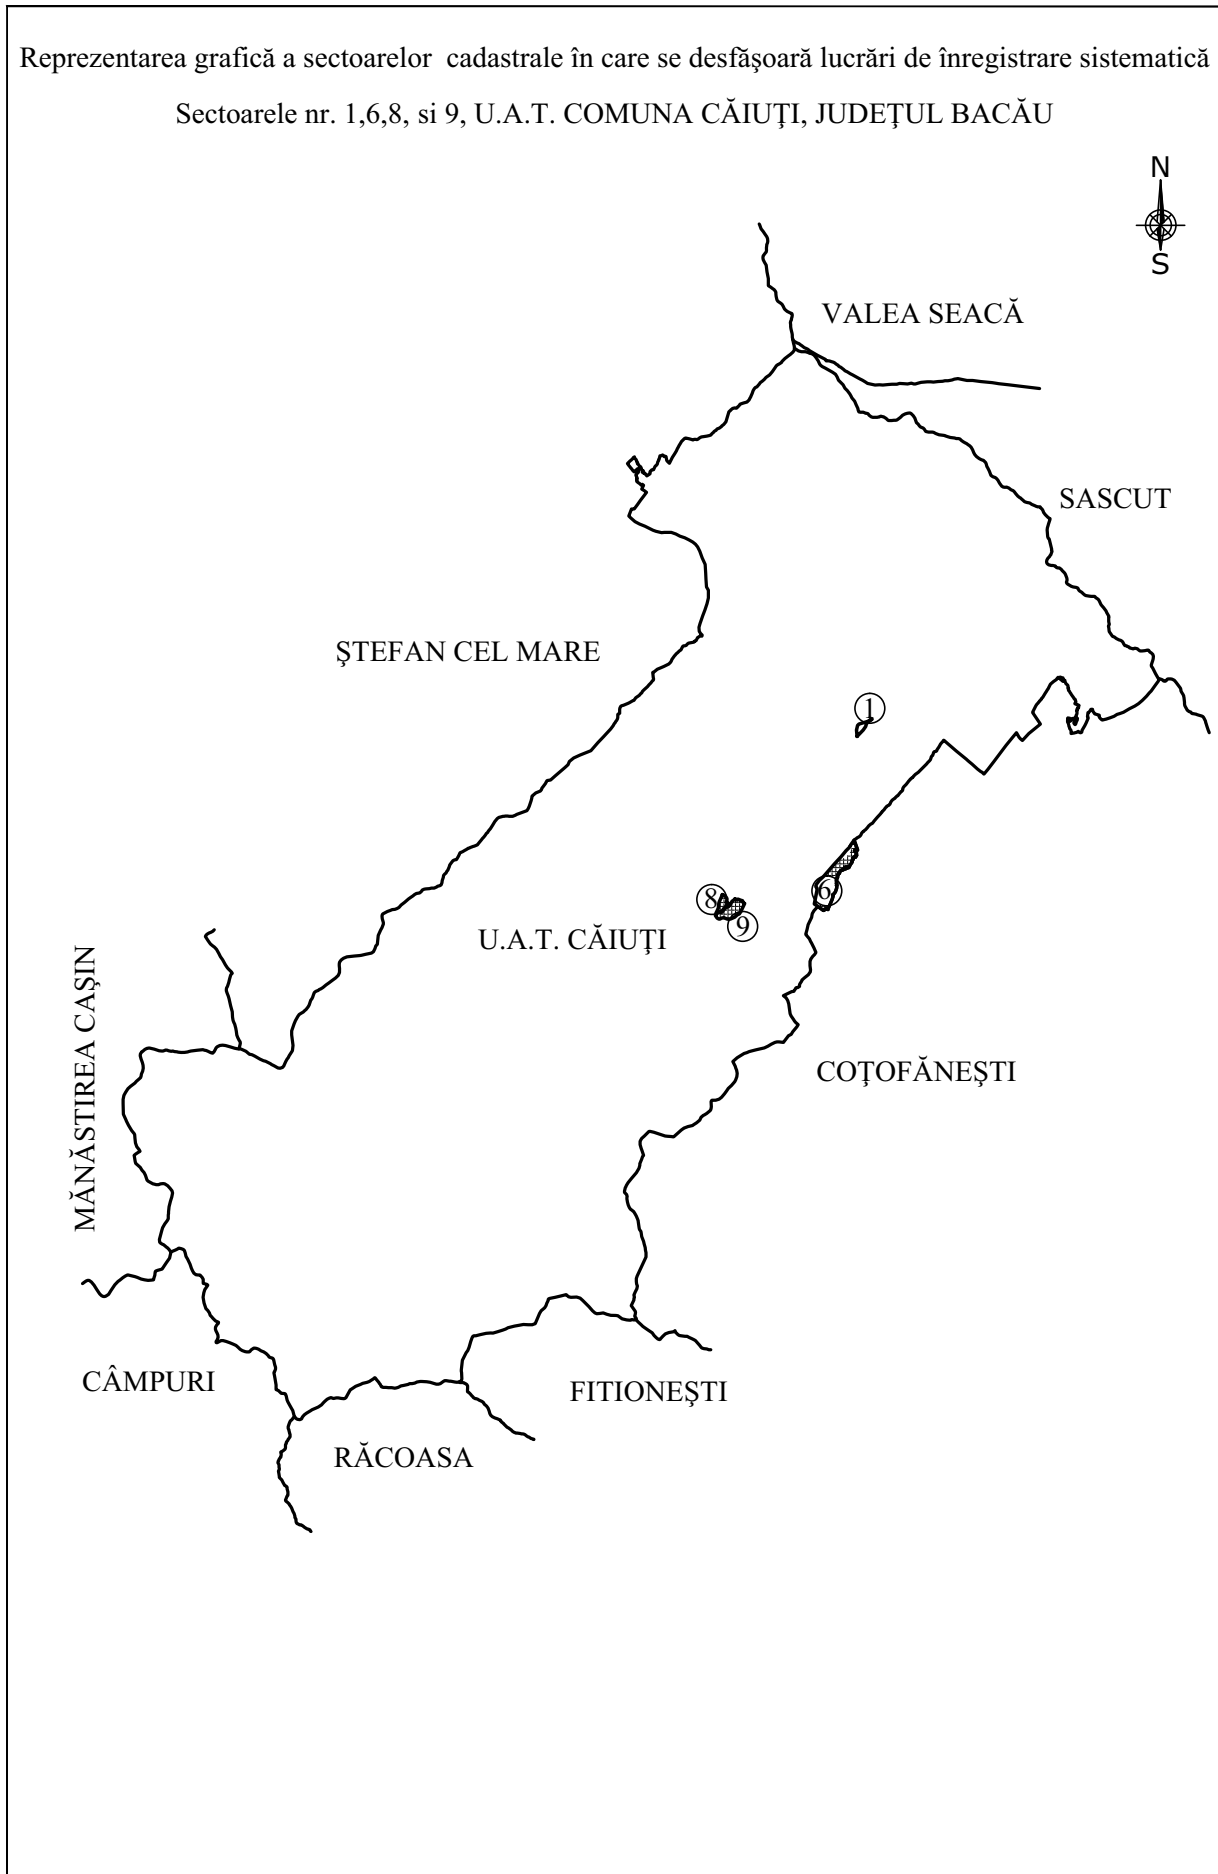 Reprezentarea grafică a sectoarelor cadastrale în care se desfăşoară lucrări de înregistrare sistematică
Sectoarele nr. 1,6,8, si 9, U.A.T. COMUNA CĂIUŢI, JUDEŢUL BACĂU
N
S
VALEA SEACĂ
SASCUT
ŞTEFAN CEL MARE
1
6
8
9
U.A.T. CĂIUŢI
MĂNĂSTIREA CAŞIN
COŢOFĂNEŞTI
CÂMPURI
FITIONEŞTI
RĂCOASA